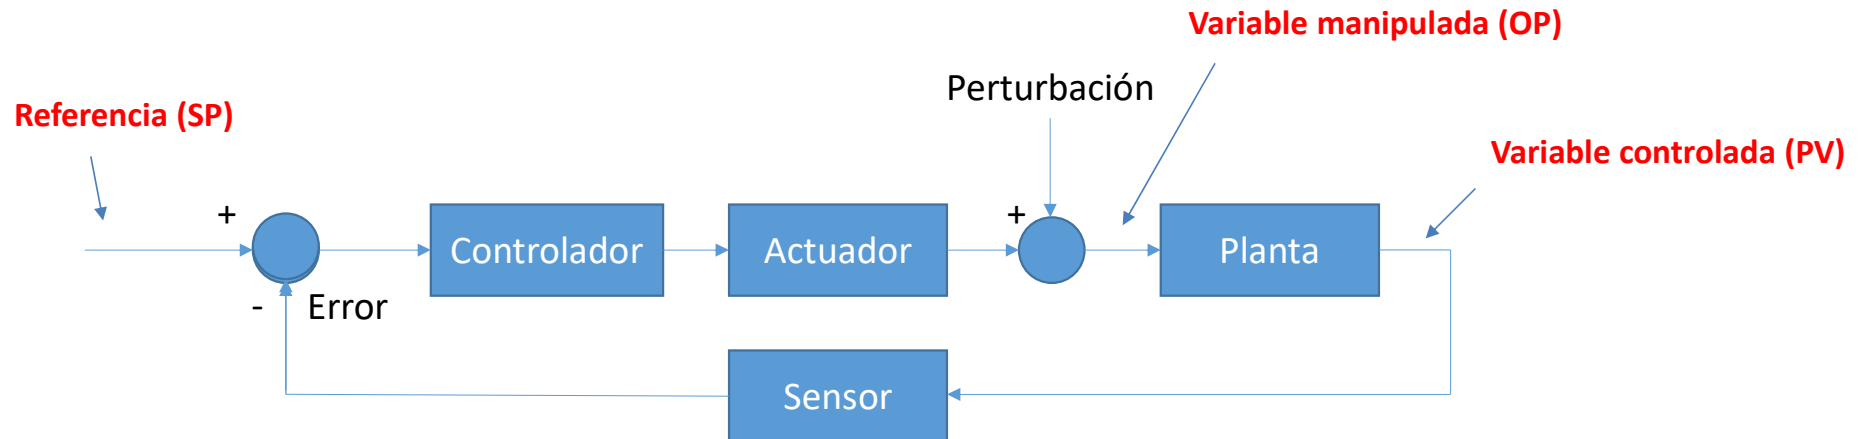 Variable manipulada (OP)
Perturbación
Referencia (SP)
Variable controlada (PV)
+
+
Controlador
Actuador
Planta
-
Error
Sensor